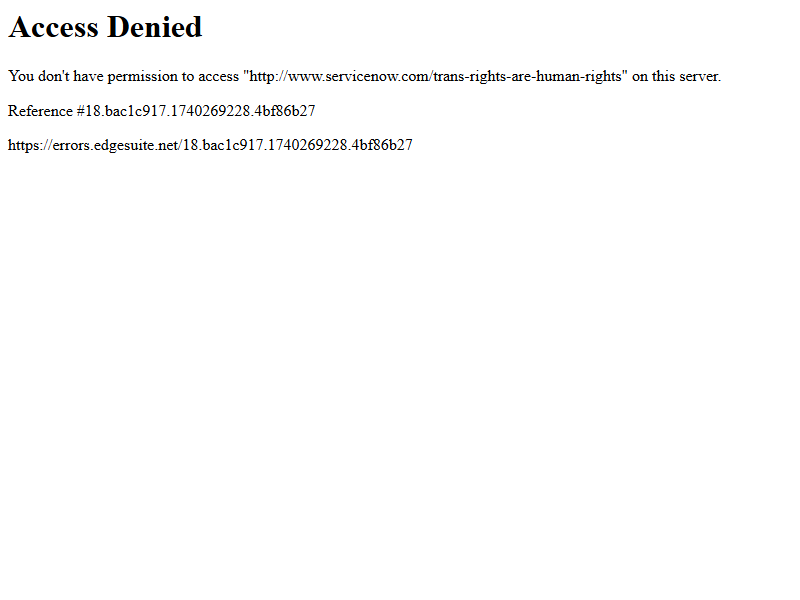 Access Denied
You don't have permission to access "http://www.servicenow.com/trans-rights-are-human-rights" on this server.
Reference #18.bac1c917.1740269228.4bf86b27
https://errors.edgesuite.net/18.bac1c917.1740269228.4bf86b27